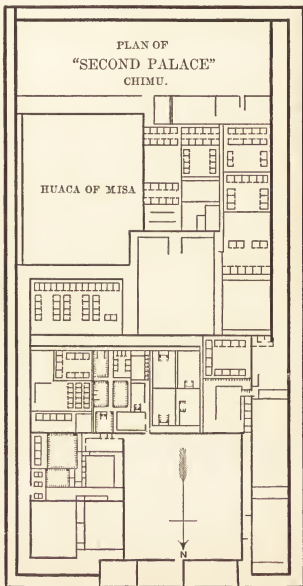 PLAN OF
"SECOND PALACE"
CHIMU.
HUACA OF MISA
N